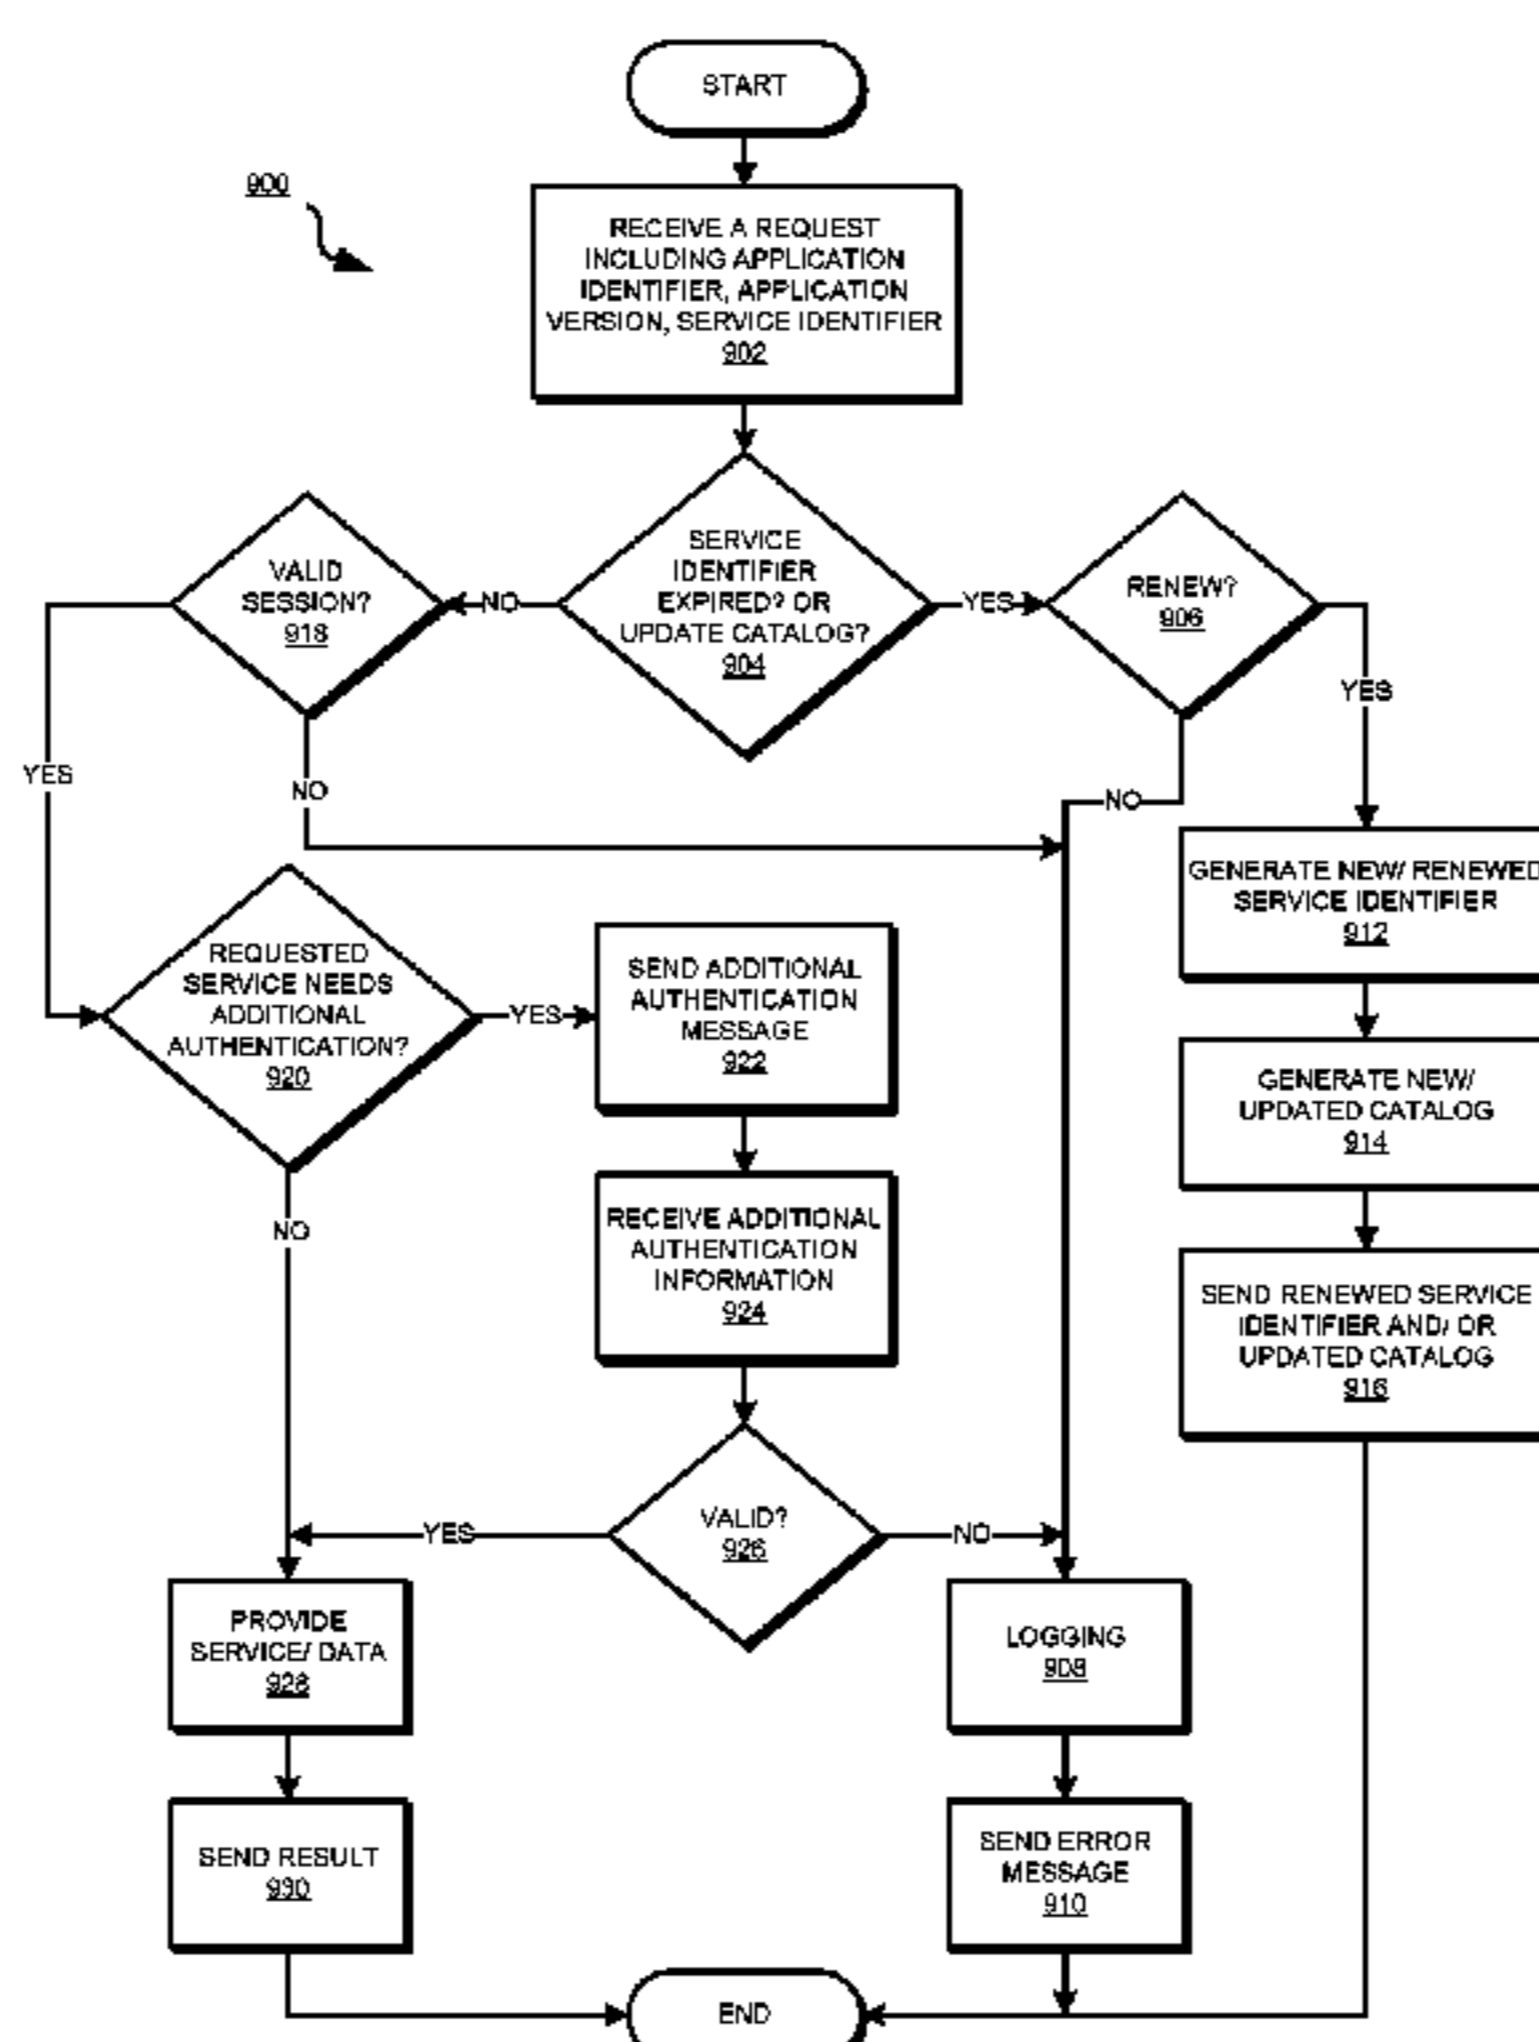 START
900
RECEIVE A REQUEST
INCLUDING APPLICATION
IDENTIFIER, APPLICATION
VERSION, SERVICE IDENTIFIER
902
SERVICE
IDENTIFIER
EXPIRED? OR
UPDATE CATALOG?
904
VALID
SESSION?
918
NO
YES
RENEW?
906
YES
YES
NO
NO
GENERATE NEW/ RENEWED
SERVICE IDENTIFIER
912
REQUESTED
SERVICE NEEDS
ADDITIONAL
AUTHENTICATION?
920
YES
SEND ADDITIONAL
AUTHENTICATION
MESSAGE
922
GENERATE NEW/
UPDATED CATALOG
914
NO
RECEIVE ADDITIONAL
AUTHENTICATION
INFORMATION
924
SEND RENEWED SERVICE
IDENTIFIER AND/ OR
UPDATED CATALOG
916
YES
VALID?
926
NO
PROVIDE
SERVICE/ DATA
928
LOGGING
908
SEND RESULT
930
SEND ERROR
MESSAGE
910
END